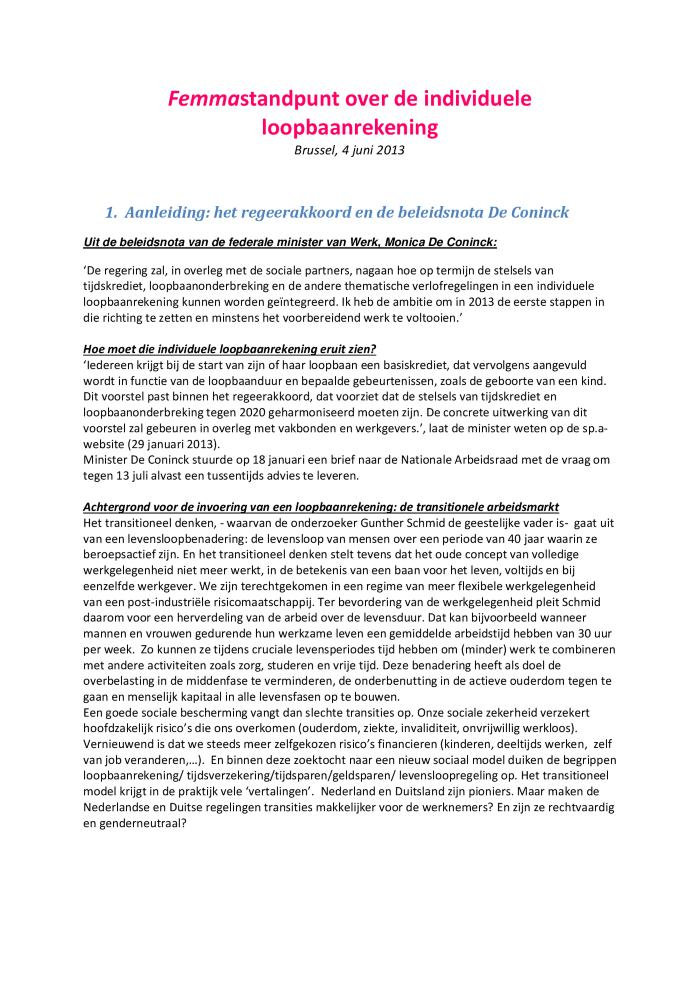 Femmastandpunt over de individuele
loopbaanrekening
Brussel, 4 juni 2013
1. Aanleiding: het regeerakkoord en de beleidsnota De Coninck
Uit de beleidsnota van de federale minister van Werk, Monica De Coninck:
‘De regering zal, in overleg met de sociale partners, nagaan hoe op termijn de stelsels van
tijdskrediet, loopbaanonderbreking en de andere thematische verlofregelingen in een individuele
loopbaanrekening kunnen worden geïntegreerd. Ik heb de ambitie om in 2013 de eerste stappen in
die richting te zetten en minstens het voorbereidend werk te voltooien.’
Hoe moet die individuele loopbaanrekening eruit zien?
‘Iedereen krijgt bij de start van zijn of haar loopbaan een basiskrediet, dat vervolgens aangevuld
wordt in functie van de loopbaanduur en bepaalde gebeurtenissen, zoals de geboorte van een kind.
Dit voorstel past binnen het regeerakkoord, dat voorziet dat de stelsels van tijdskrediet en
loopbaanonderbreking tegen 2020 geharmoniseerd moeten zijn. De concrete uitwerking van dit
voorstel zal gebeuren in overleg met vakbonden en werkgevers.’, laat de minister weten op de sp.a-
website (29 januari 2013).
Minister De Coninck stuurde op 18 januari een brief naar de Nationale Arbeidsraad met de vraag om
tegen 13 juli alvast een tussentijds advies te leveren.
Achtergrond voor de invoering van een loopbaanrekening: de transitionele arbeidsmarkt
Het transitioneel denken, - waarvan de onderzoeker Gunther Schmid de geestelijke vader is- gaat uit
van een levensloopbenadering: de levensloop van mensen over een periode van 40 jaar waarin ze
beroepsactief zijn. En het transitioneel denken stelt tevens dat het oude concept van volledige
werkgelegenheid niet meer werkt, in de betekenis van een baan voor het leven, voltijds en bij
eenzelfde werkgever. We zijn terechtgekomen in een regime van meer flexibele werkgelegenheid
van een post-industriële risicomaatschappij. Ter bevordering van de werkgelegenheid pleit Schmid
daarom voor een herverdeling van de arbeid over de levensduur. Dat kan bijvoorbeeld wanneer
mannen en vrouwen gedurende hun werkzame leven een gemiddelde arbeidstijd hebben van 30 uur
per week. Zo kunnen ze tijdens cruciale levensperiodes tijd hebben om (minder) werk te combineren
met andere activiteiten zoals zorg, studeren en vrije tijd. Deze benadering heeft als doel de
overbelasting in de middenfase te verminderen, de onderbenutting in de actieve ouderdom tegen te
gaan en menselijk kapitaal in alle levensfasen op te bouwen.
Een goede sociale bescherming vangt dan slechte transities op. Onze sociale zekerheid verzekert
hoofdzakelijk risico’s die ons overkomen (ouderdom, ziekte, invaliditeit, onvrijwillig werkloos).
Vernieuwend is dat we steeds meer zelfgekozen risico’s financieren (kinderen, deeltijds werken, zelf
van job veranderen,…). En binnen deze zoektocht naar een nieuw sociaal model duiken de begrippen
loopbaanrekening/ tijdsverzekering/tijdsparen/geldsparen/ levensloopregeling op. Het transitioneel
model krijgt in de praktijk vele ‘vertalingen’. Nederland en Duitsland zijn pioniers. Maar maken de
Nederlandse en Duitse regelingen transities makkelijker voor de werknemers? En zijn ze rechtvaardig
en genderneutraal?